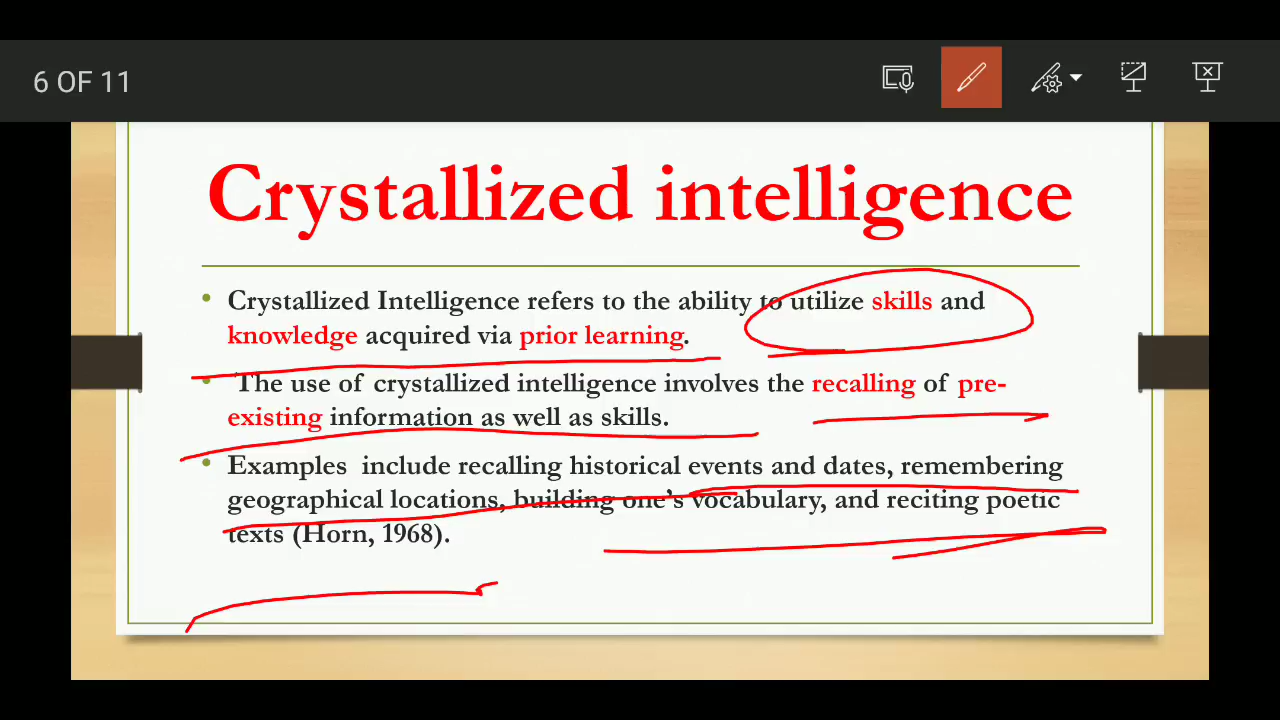 6 OF 11
Crystallized intelligence
• Crystallized Intelligence refers to the ability to utilize skills and
knowledge acquired via prior learning.
• The use of crystallized intelligence involves the recalling of pre-
existing information as well as skills.
• Examples include recalling historical events and dates, remembering
geographical locations, building one's vocabulary, and reciting poetic
texts (Horn, 1968).